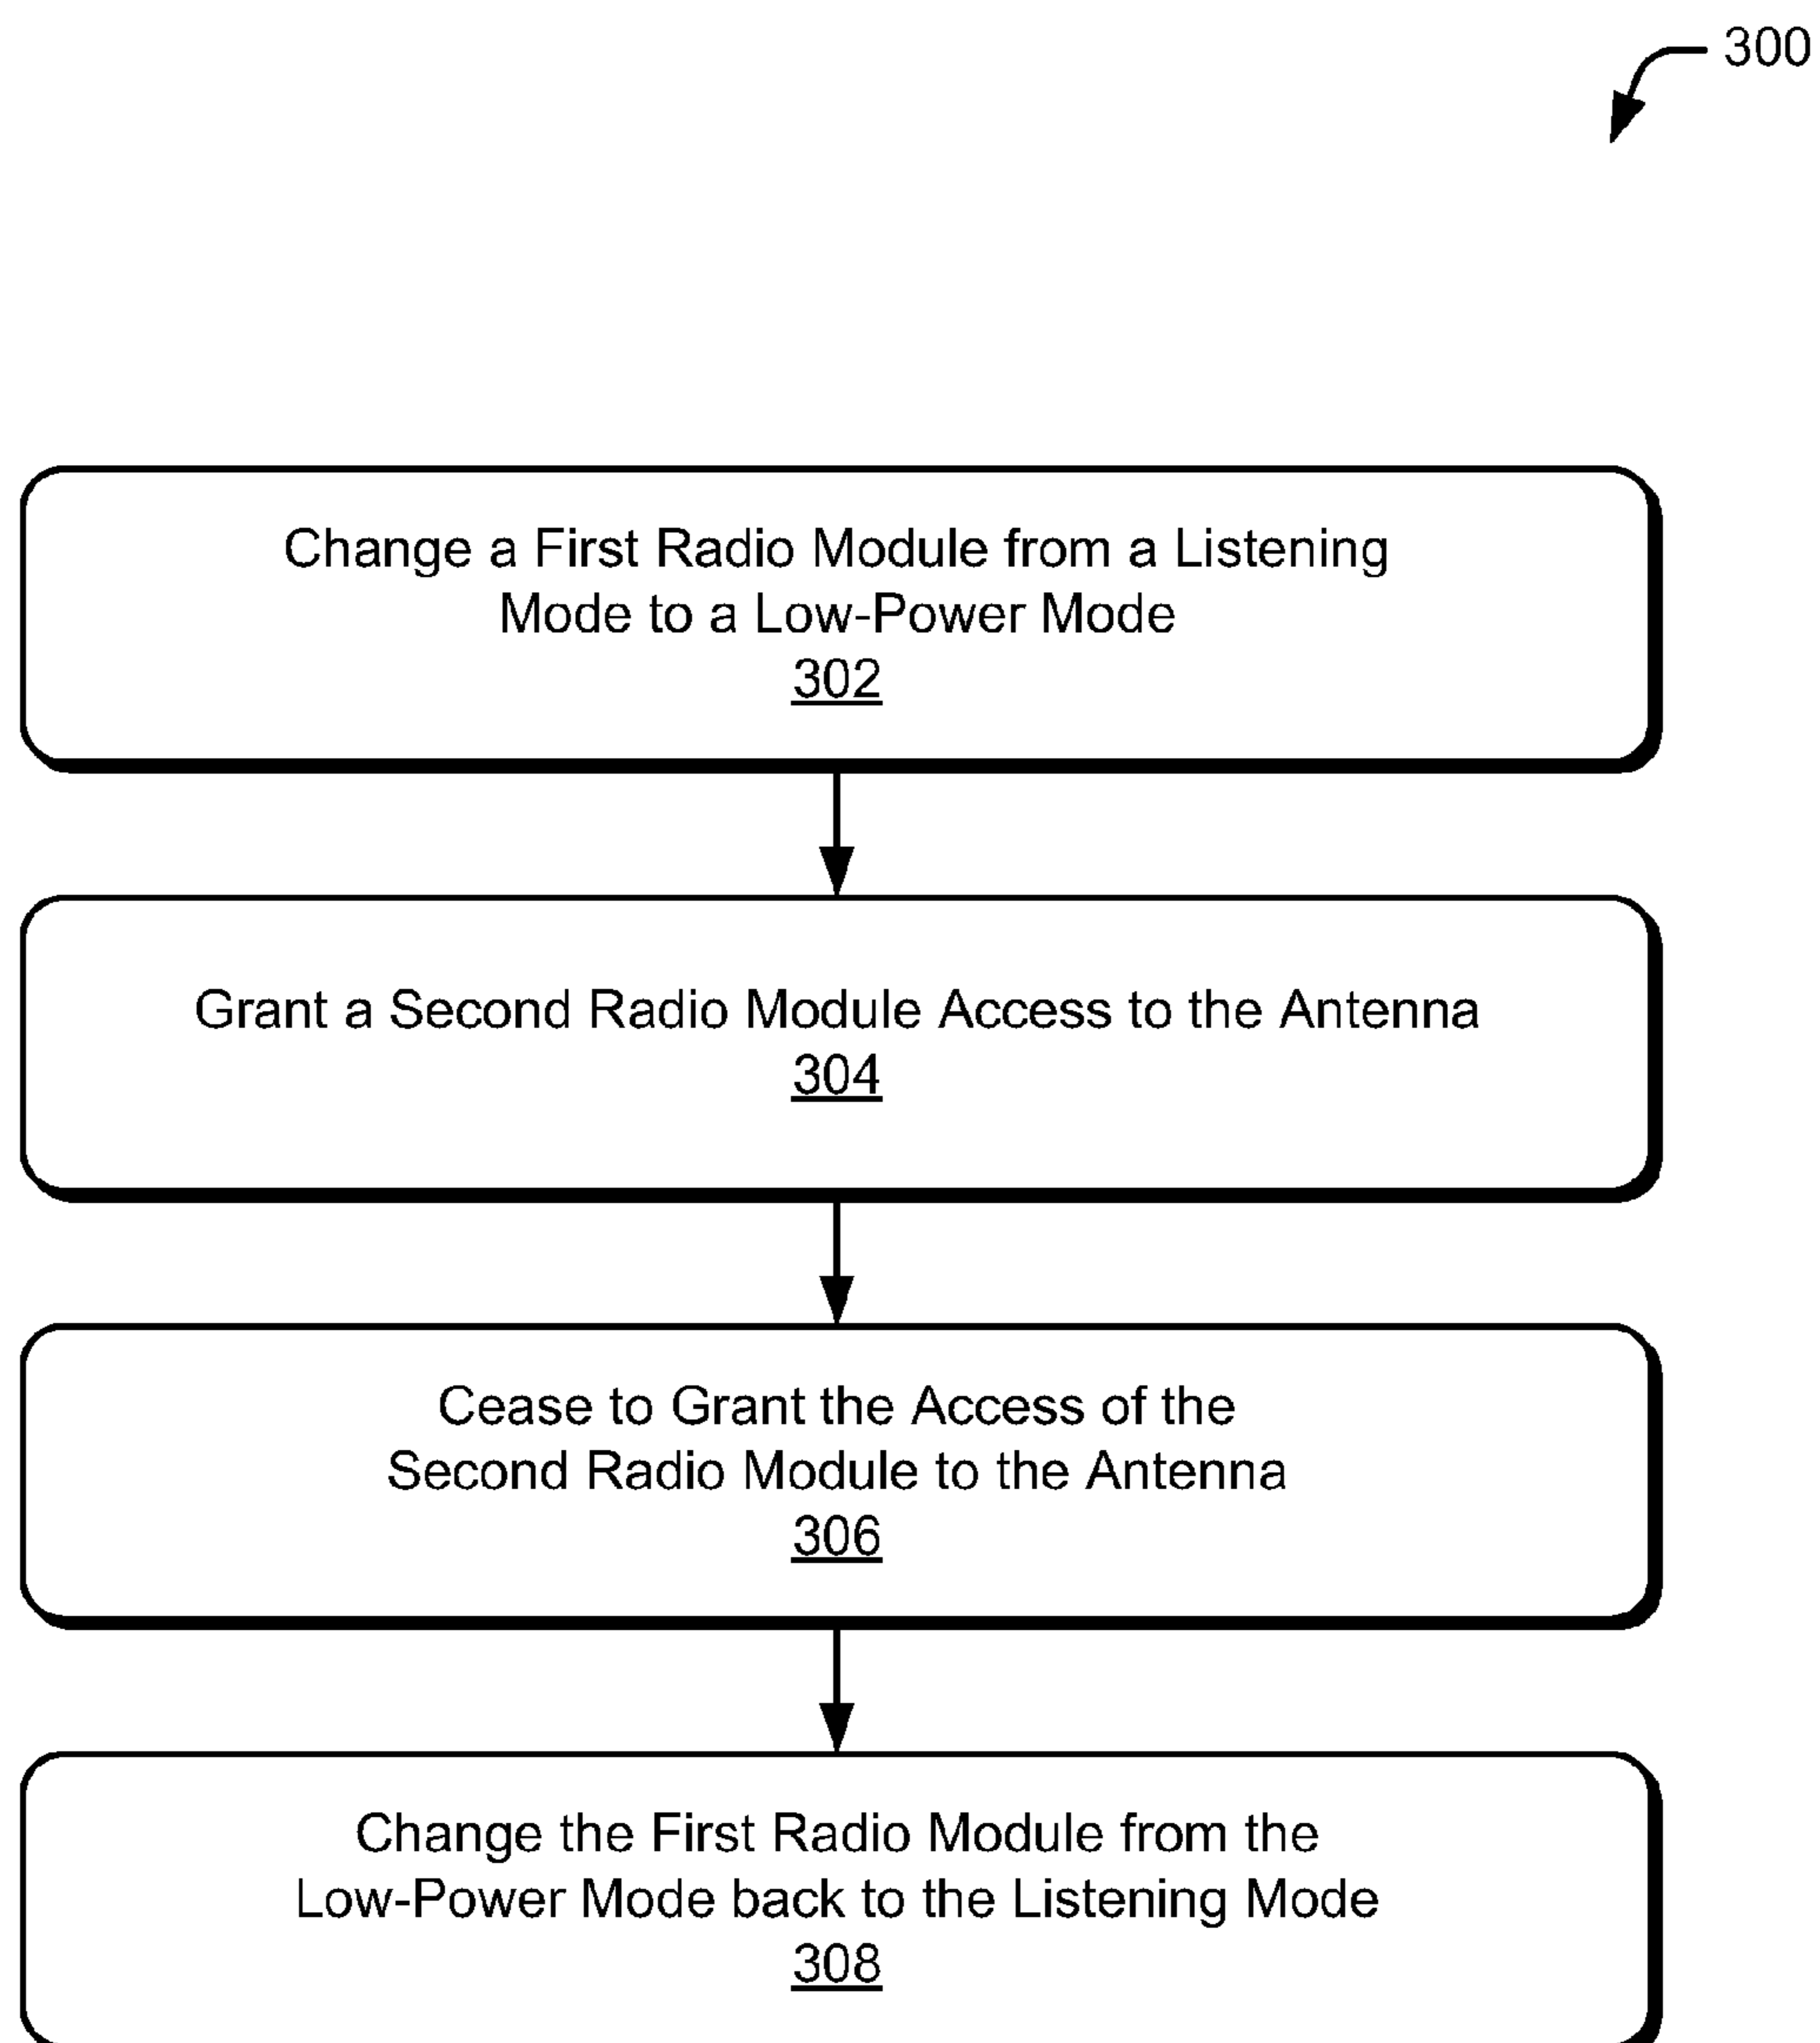 300
Change a First Radio Module from a Listening
Mode to a Low-Power Mode
302
Grant a Second Radio Module Access to the Antenna
304
Cease to Grant the Access of the
Second Radio Module to the Antenna
306
Change the First Radio Module from the
Low-Power Mode back to the Listening Mode
308